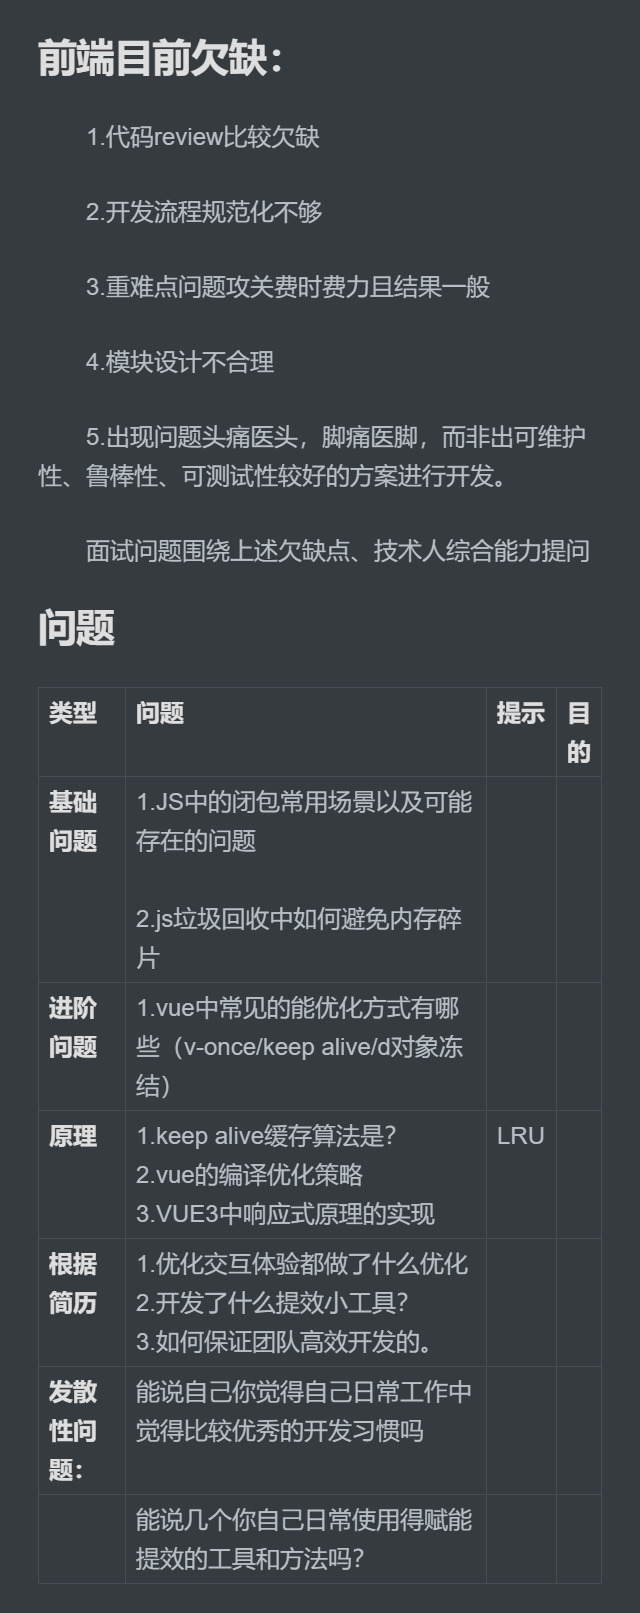 前端目前欠缺：
1.代码review比较欠缺
2.开发流程规范化不够
3.重难点问题攻关费时费力且结果一般
4.模块设计不合理
5.出现问题头痛医头，脚痛医脚，而非出可维护
性、鲁棒性、可测试性较好的方案进行开发。
面试问题围绕上述欠缺点、技术人综合能力提问
问题
类型 问题 提示 目
的
基础 1.JS中的闭包常用场景以及可能
问题 存在的问题
2.js垃圾回收中如何避免内存碎
片
进阶 1.vue中常见的能优化方式有哪
问题 些（v-once/keep alive/d对象冻
结）
原理 1.keep alive缓存算法是？ LRU
2.vue的编译优化策略
3.VUE3中响应式原理的实现
根据 1.优化交互体验都做了什么优化
简历 2.开发了什么提效小工具？
3.如何保证团队高效开发的。
发散 能说自己你觉得自己日常工作中
性问 觉得比较优秀的开发习惯吗
题：
能说几个你自己日常使用得赋能
提效的工具和方法吗？